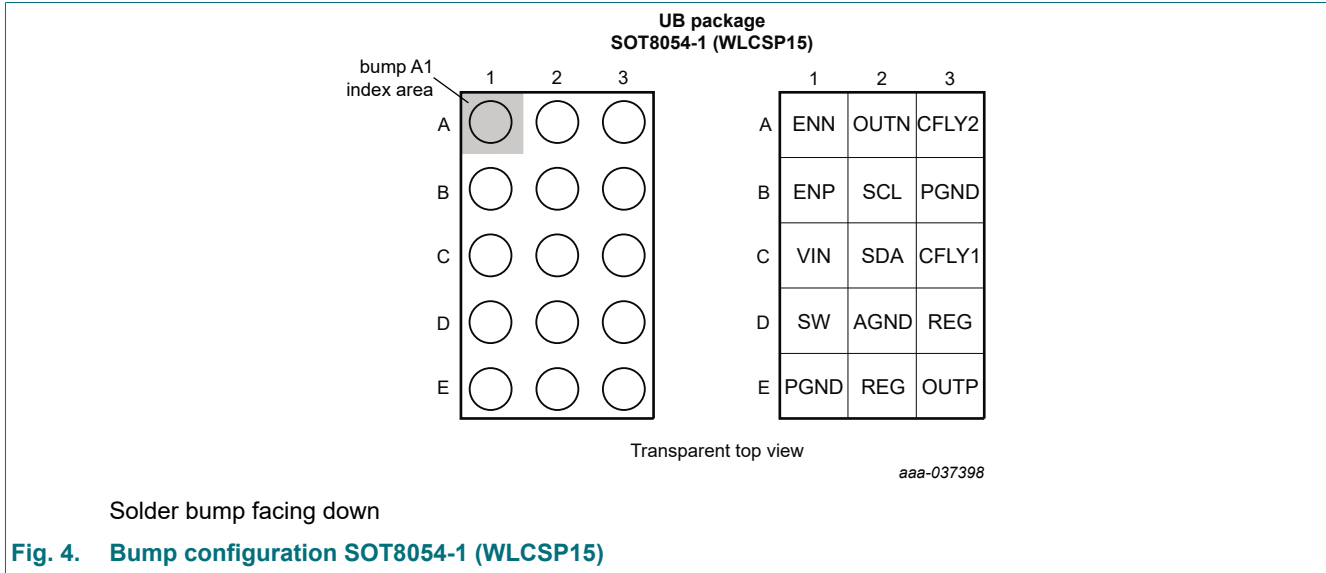 UB package
SOT8054-1 (WLCSP15)
bump A1
index area
1 2 3
A
B
C
D
E
1 2 3
A ENN OUTN CFLY2
B ENP SCL PGND
C VIN SDA CFLY1
D SW AGND REG
E PGND REG OUTP
Transparent top view
aaa-037398
Solder bump facing down
Fig. 4. Bump configuration SOT8054-1 (WLCSP15)